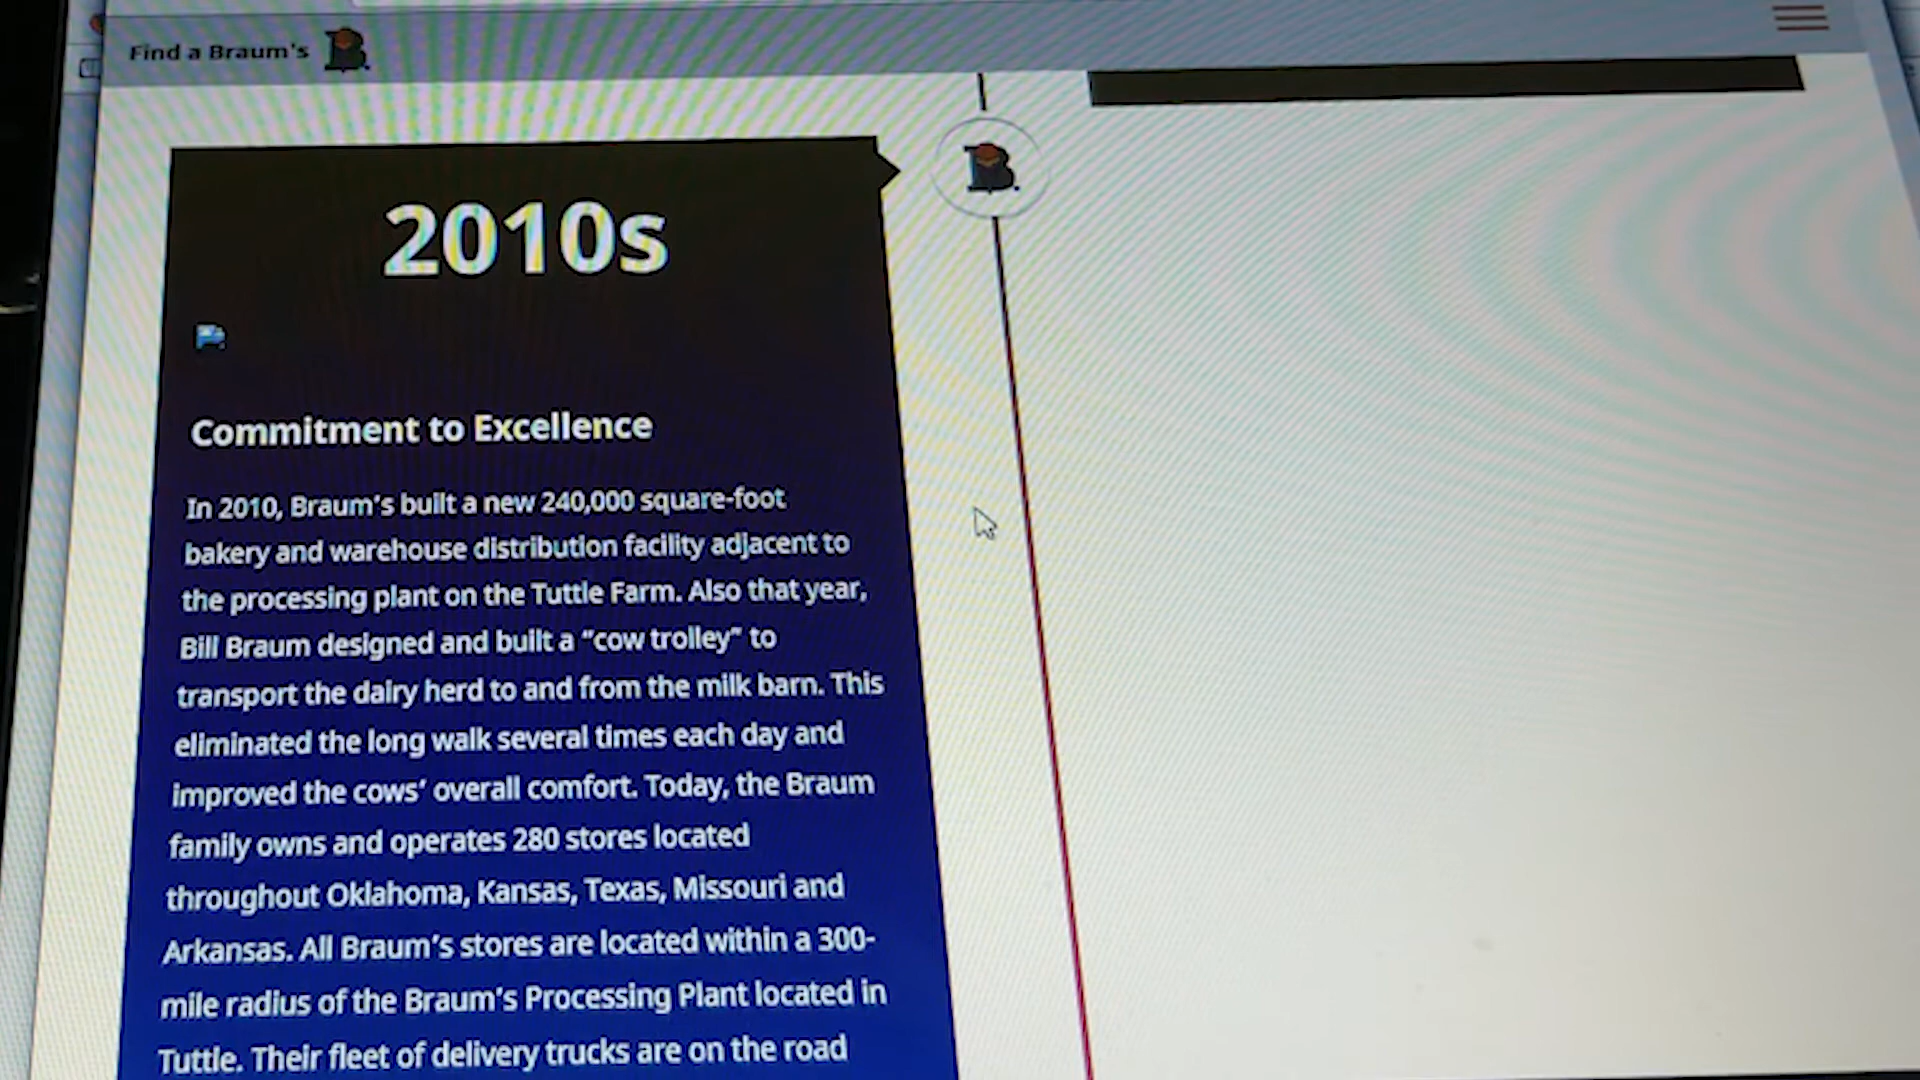 Find a Braum's
2010s
Commitment to Excellence
In 2010, Braum's built a new 240,000 square-foot
bakery and warehouse distribution facility adjacent to
the processing plant on the Tuttle Farm. Also that year,
Bill Braum designed and built a “cow trolley” to
transport the dairy herd to and from the milk barn. This
eliminated the long walk several times each day and
improved the cows’ overall comfort. Today, the Braum
family owns and operates 280 stores located
throughout Oklahoma, Kansas, Texas, Missouri and
Arkansas. All Braum’s stores are located within a 300-
mile radius of the Braum’s Processing Plant located in
Tuttle. Their fleet of delivery trucks are on the road